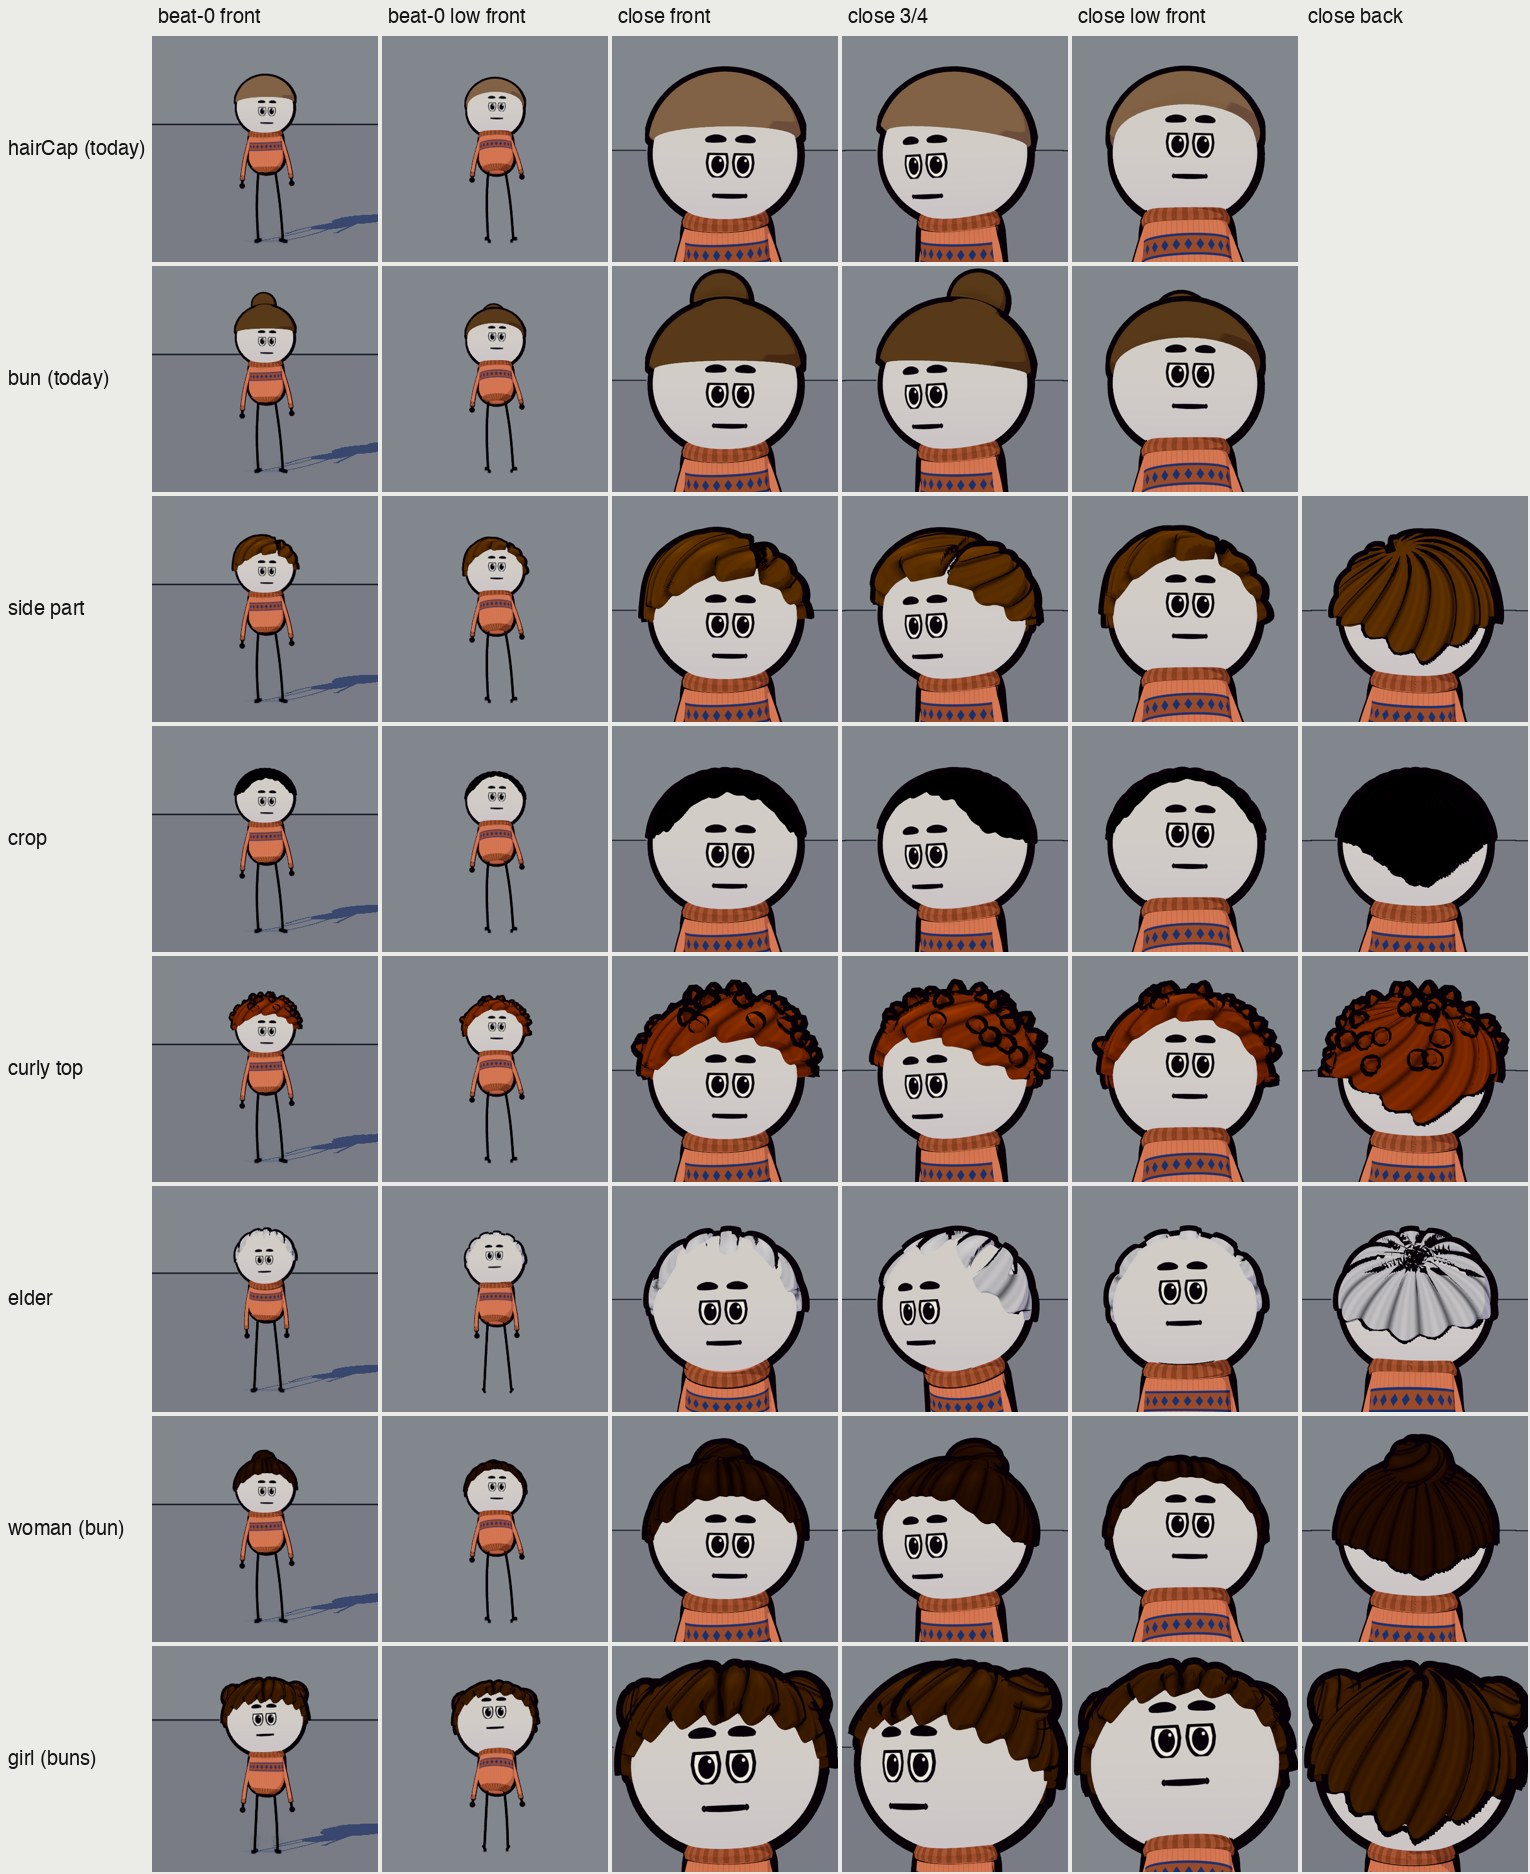 beat-0 front
beat-0 low front
close front
close 3/4
close low front
close back
hairCap (today)
bun (today)
side part
crop
curly top
elder
woman (bun)
girl (buns)